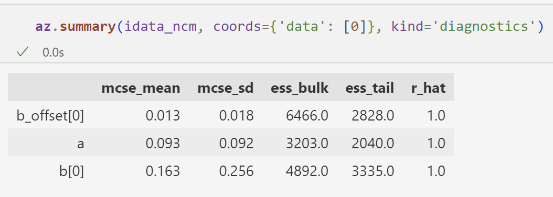 az.summary(idata_ncm, coords={'data': [0]}, kind='diagnostics')
0.0s
mcse_mean mcse_sd ess_bulk ess_tail r_hat
b_offset[0] 0.013 0.018 6466.0 2828.0 1.0
a 0.093 0.092 3203.0 2040.0 1.0
b[0] 0.163 0.256 4892.0 3335.0 1.0